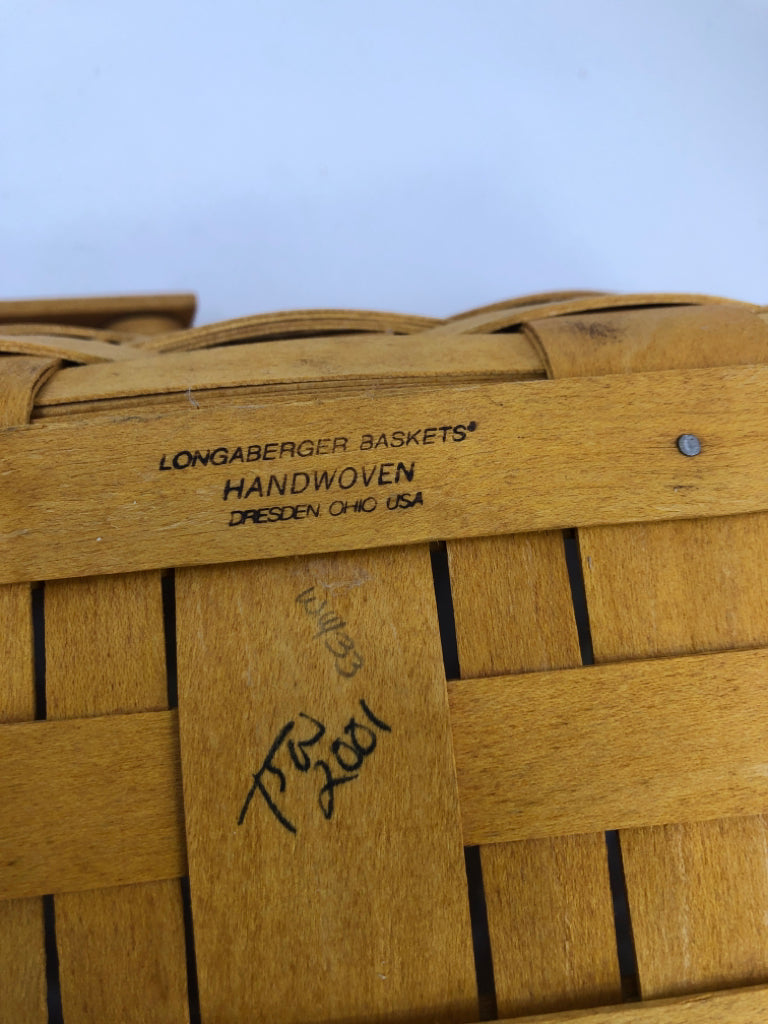 LONGABERGER BASKETS®
HANDWOVEN
DRESDEN, OHIO USA
TSW
2001